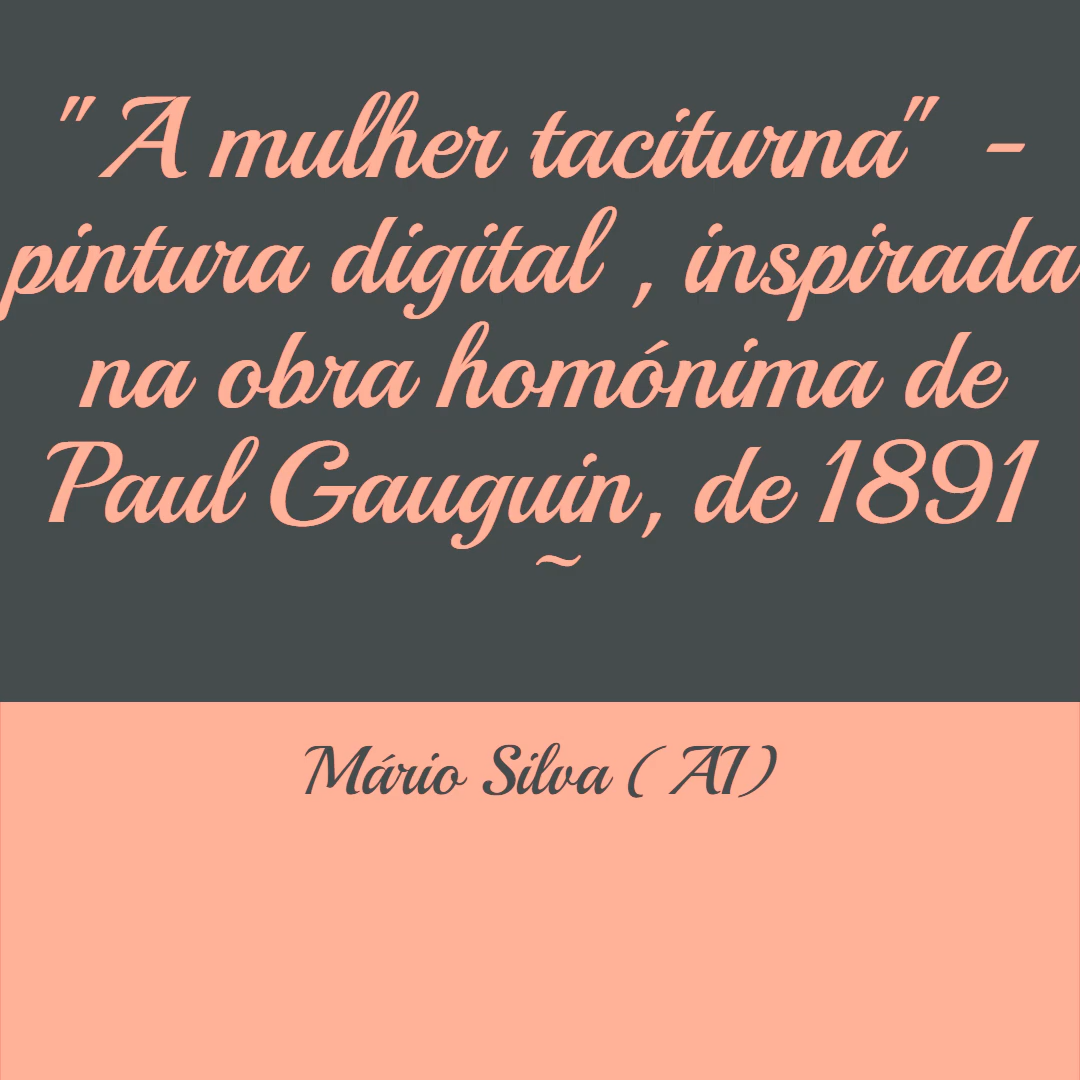 "A mulher taciturna" -
pintura digital , inspirada
na obra homónima de
Paul Gauguin, de 1891
~
Mário Silva ( AI)